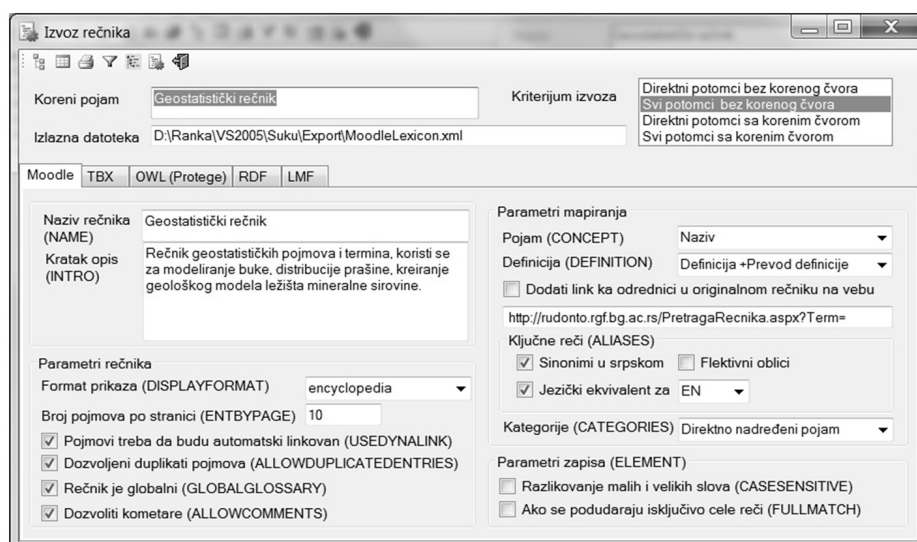 Izvoz rečnika
Koreni pojam
Geostatistički rečnik
Kriterijum izvoza
Direktni potomci bez korenog čvora
Svi potomci bez korenog čvora
Direktni potomci sa korenim čvorom
Svi potomci sa korenim čvorom
Izlazna datoteka
D:\Ranka\VS2005\Suku\Export\MoodleLexicon.xml
Moodle TBX OWL (Protege) RDF LMF
Naziv rečnika
(NAME)
Geostatistički rečnik
Kratak opis
(INTRO)
Rečnik geostatističkih pojmova i termina, koristi se
za modeliranje buke, distribucije prašine, kreiranje
geološkog modela ležišta mineralne sirovine.
Parametri rečnika
Format prikaza (DISPLAYFORMAT) encyclopedia
Broj pojmova po stranici (ENTBYPAGE) 10
Pojmovi treba da budu automatski linkovan (USEDYNALINK)
Dozvoljeni duplikati pojmova (ALLOWDUPLICATEDENTRIES)
Rečnik je globalni (GLOBALGLOSSARY)
Dozvoliti kometare (ALLOWCOMMENTS)
Parametri mapiranja
Pojam (CONCEPT) Naziv
Definicija (DEFINITION) Definicija +Prevod definicije
Dodati link ka odrednici u originalnom rečniku na vebu
http://rudonto.rgf.bg.ac.rs/PretragaRecnika.aspx?Term=
Ključne reči (ALIASES)
Sinonimi u srpskom Flektivni oblici
Jezički ekvivalent za EN
Kategorije (CATEGORIES) Direktno nadređeni pojam
Parametri zapisa (ELEMENT)
Razlikovanje malih i velikih slova (CASESENSITIVE)
Ako se podudaraju isključivo cele reči (FULLMATCH)